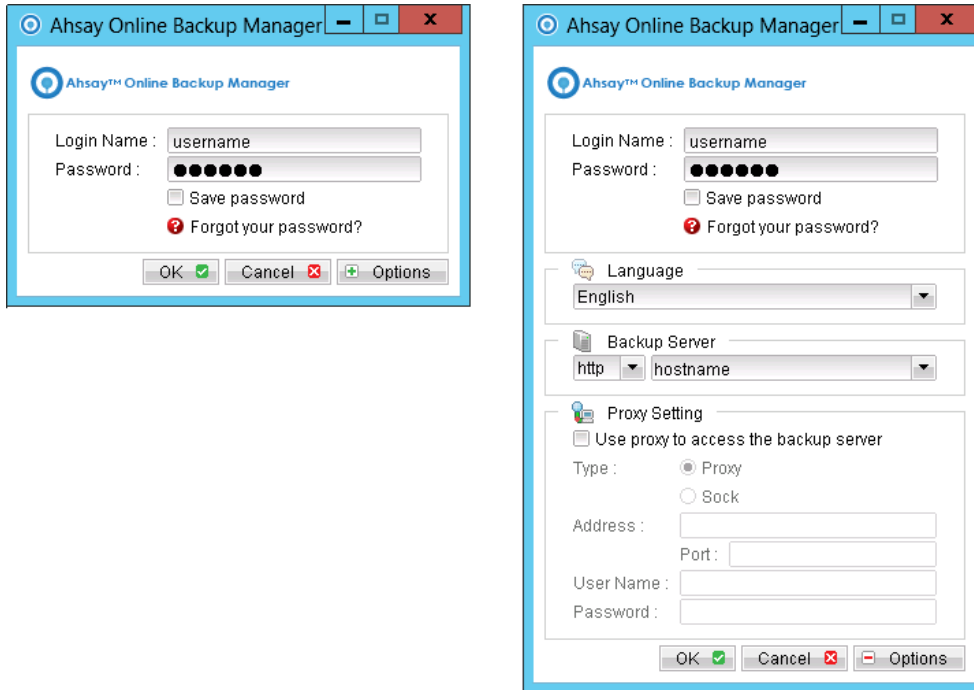 Ahsay Online Backup Manager
Ahsay™ Online Backup Manager
Login Name : username
Password : ●●●●●●
Save password
Forgot your password?
OK Cancel Options
Ahsay Online Backup Manager
Ahsay™ Online Backup Manager
Login Name : username
Password : ●●●●●●
Save password
Forgot your password?
Language
English
Backup Server
http hostname
Proxy Setting
Use proxy to access the backup server
Type : Proxy
Sock
Address :
Port :
User Name :
Password :
OK Cancel Options